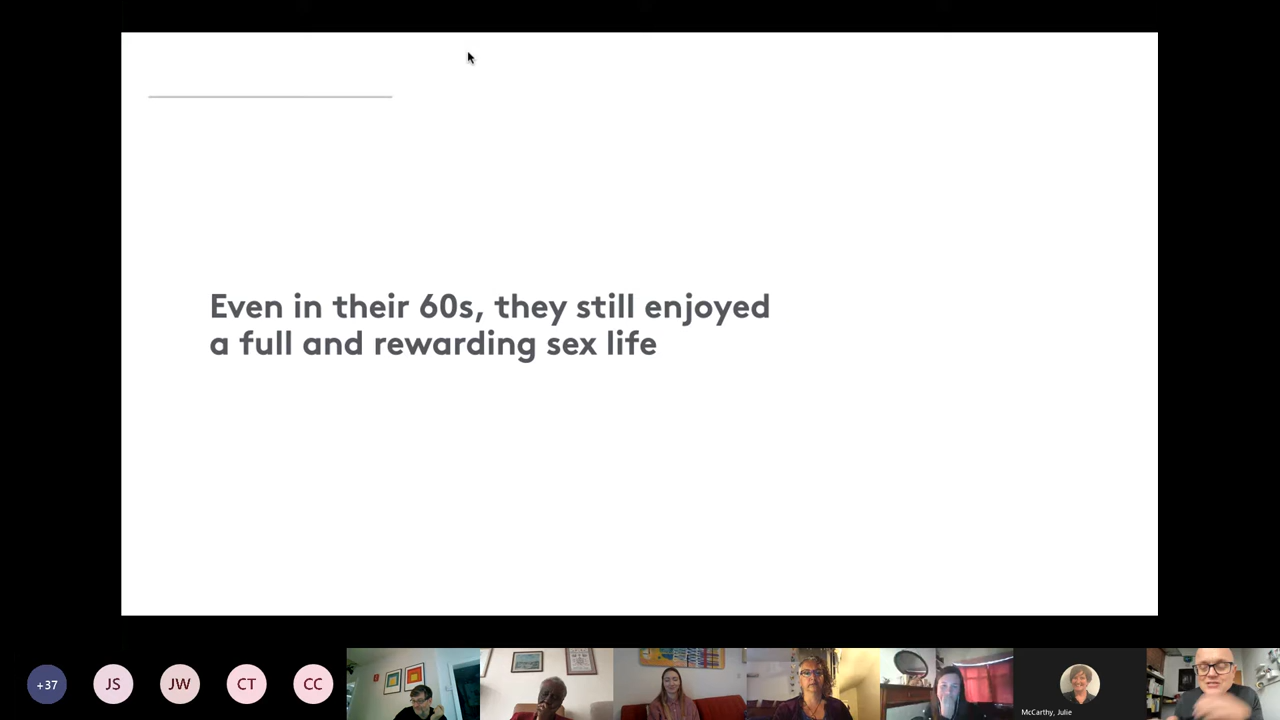 Even in their 60s, they still enjoyed
a full and rewarding sex life
+37
JS
JW
CT
CC
McCarthy, Julie